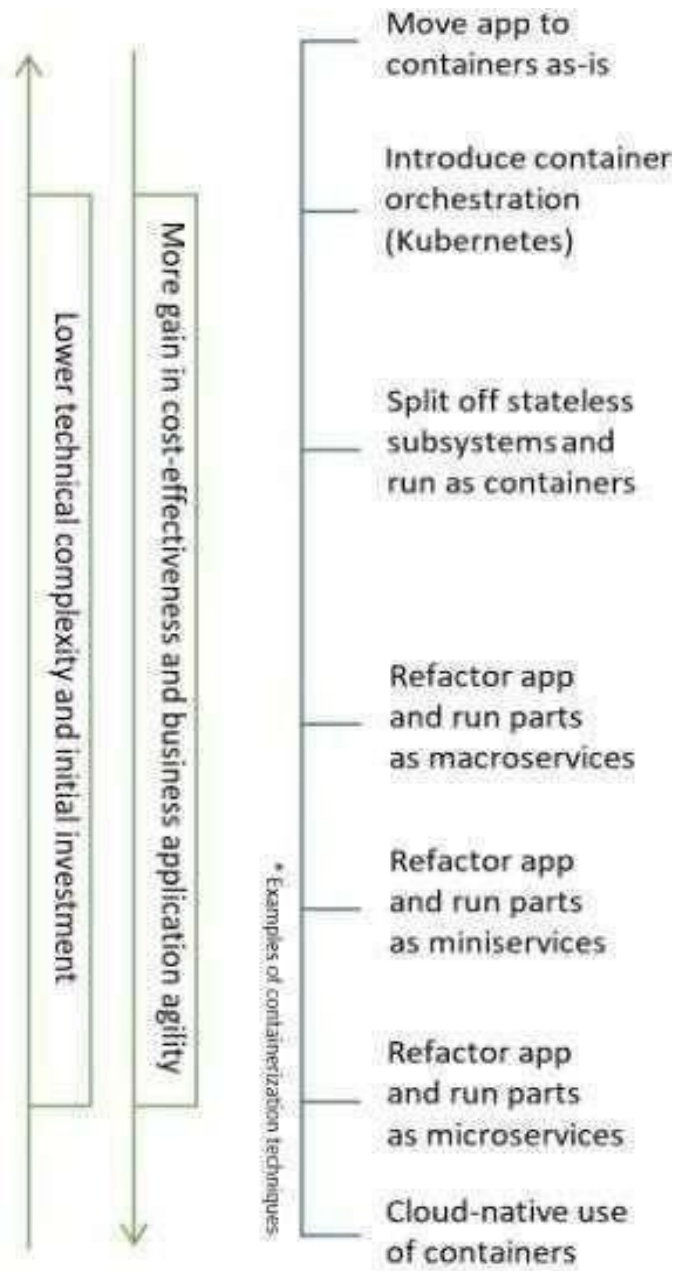 Lower technical complexity and initial investment
More gain in cost-effectiveness and business application agility
* Examples of containerization techniques
Move app to
containers as-is
Introduce container
orchestration
(Kubernetes)
Split off stateless
subsystems and
run as containers
Refactor app
and run parts
as macroservices
Refactor app
and run parts
as miniservices
Refactor app
and run parts
as microservices
Cloud-native use
of containers